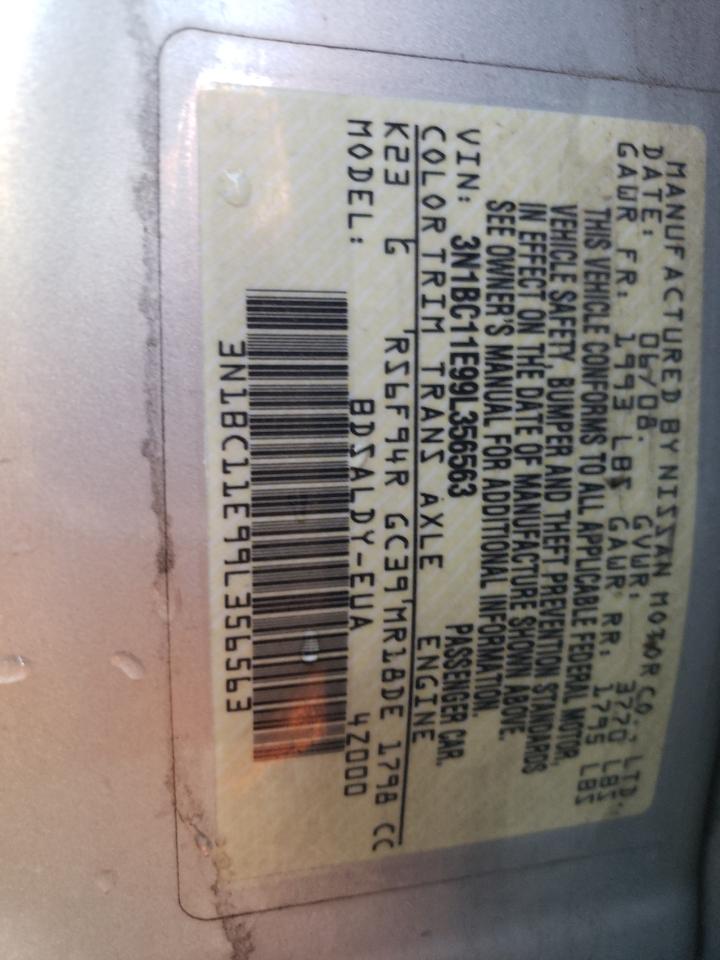 MANUFACTURED BY NISSAN MOTOR CO., LTD.
DATE: 06/08. GVWR: 3770 LBS
GAWR FR: 1993 LBS GAWR RR: 1795 LBS
THIS VEHICLE CONFORMS TO ALL APPLICABLE FEDERAL MOTOR
VEHICLE SAFETY, BUMPER AND THEFT PREVENTION STANDARDS
IN EFFECT ON THE DATE OF MANUFACTURE SHOWN ABOVE.
SEE OWNER'S MANUAL FOR ADDITIONAL INFORMATION.
VIN: 3N1BC11E99L356563 PASSENGER CAR.
COLOR TRIM TRANS AXLE ENGINE
K23 G RS6F94R GC39 MR18DE 1798 CC
MODEL: BDSALDY-EUA 4Z000
3N1BC11E99L356563